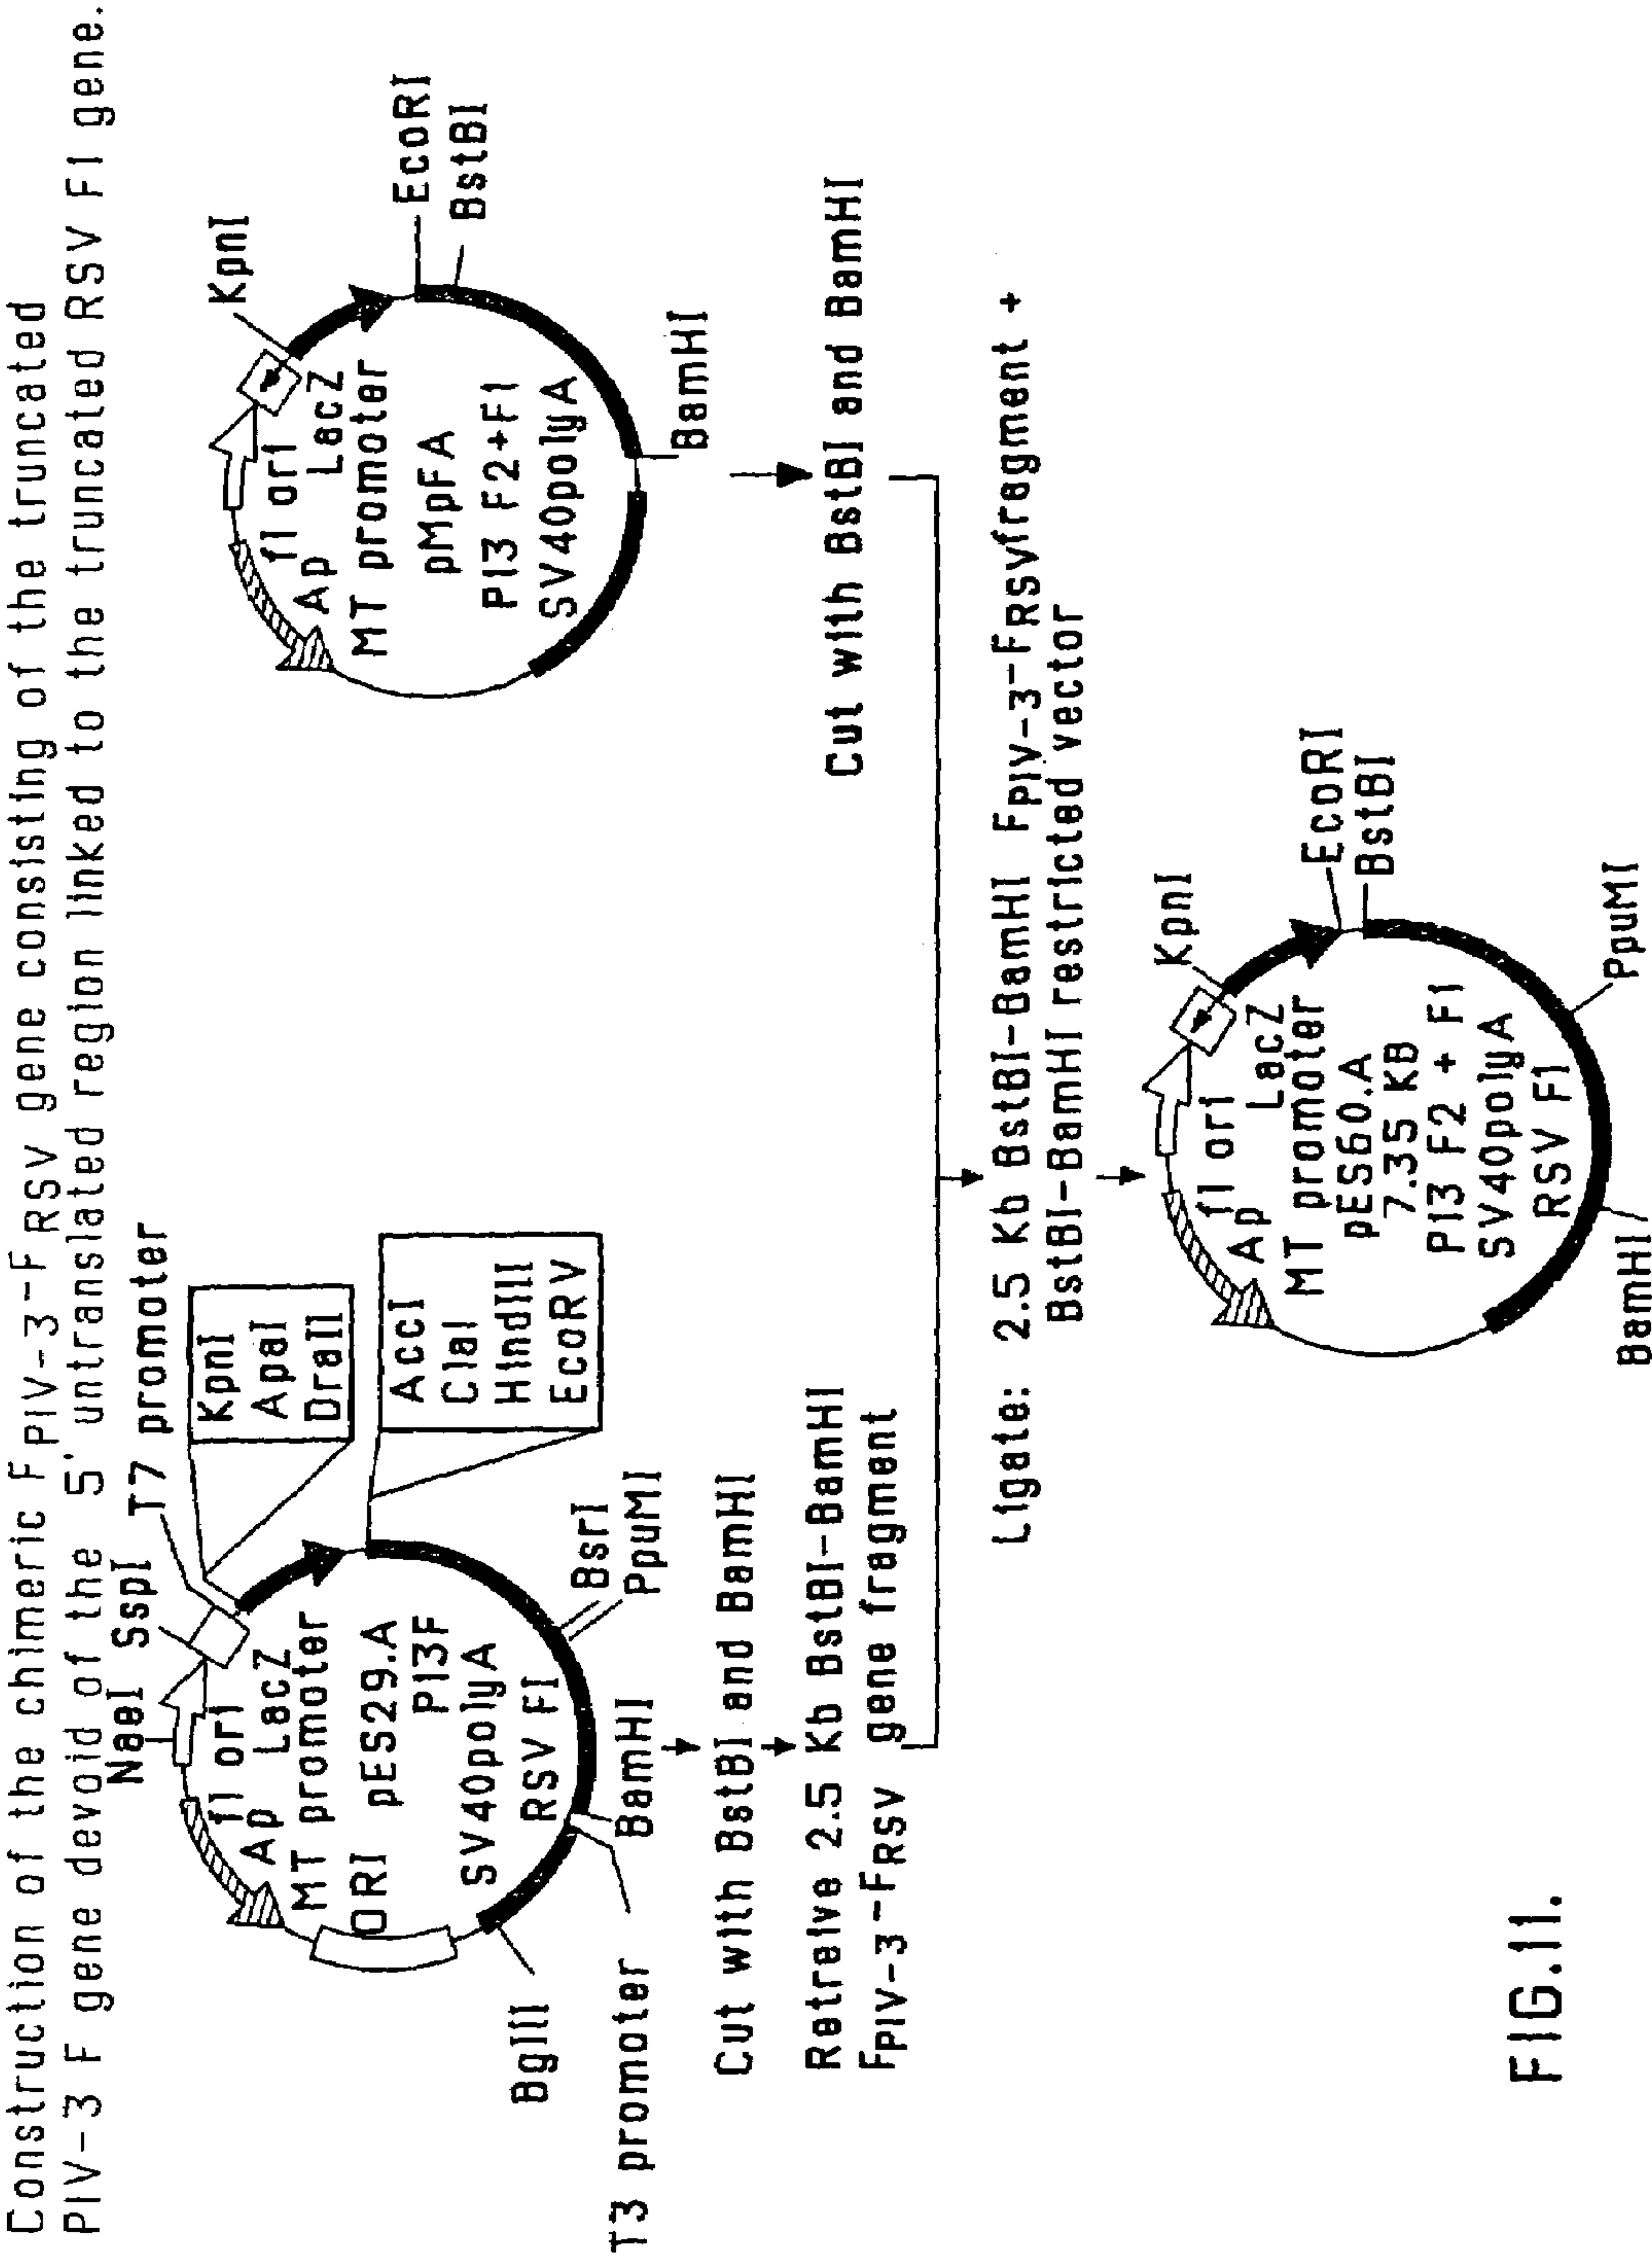 Construction of the chimeric FPIV-3-FRSV gene consisting of the truncated
PIV-3 F gene devoid of the 5' untranslated region linked to the truncated RSV F1 gene.
NaeI
SspI
T7 promoter
KpnI
ApaI
DraII
AccI
ClaI
HindIII
EcoRV
f1 ori
Ap
LacZ
MT promoter
ORI
pES29.A
PI3F
SV40polyA
RSV F1
BsrI
PpuMI
BamHI
BglII
T3 promoter
Cut with BstBI and BamHI
Retreive 2.5 Kb BstBI-BamHI
FPIV-3-FRSV gene fragment
KpnI
EcoRI
BstBI
f1 ori
Ap
LacZ
MT promoter
pMpFA
PI3 F2+F1
SV40polyA
BamHI
Cut with BstBI and BamHI
Ligate: 2.5 Kb BstBI-BamHI FPIV-3-FRSVfragment +
BstBI-BamHI restricted vector
KpnI
EcoRI
BstBI
f1 ori
Ap
LacZ
MT promoter
pES60.A
7.35 KB
PI3 F2 + F1
SV40polyA
RSV F1
PpuMI
BamHI
FIG.11.